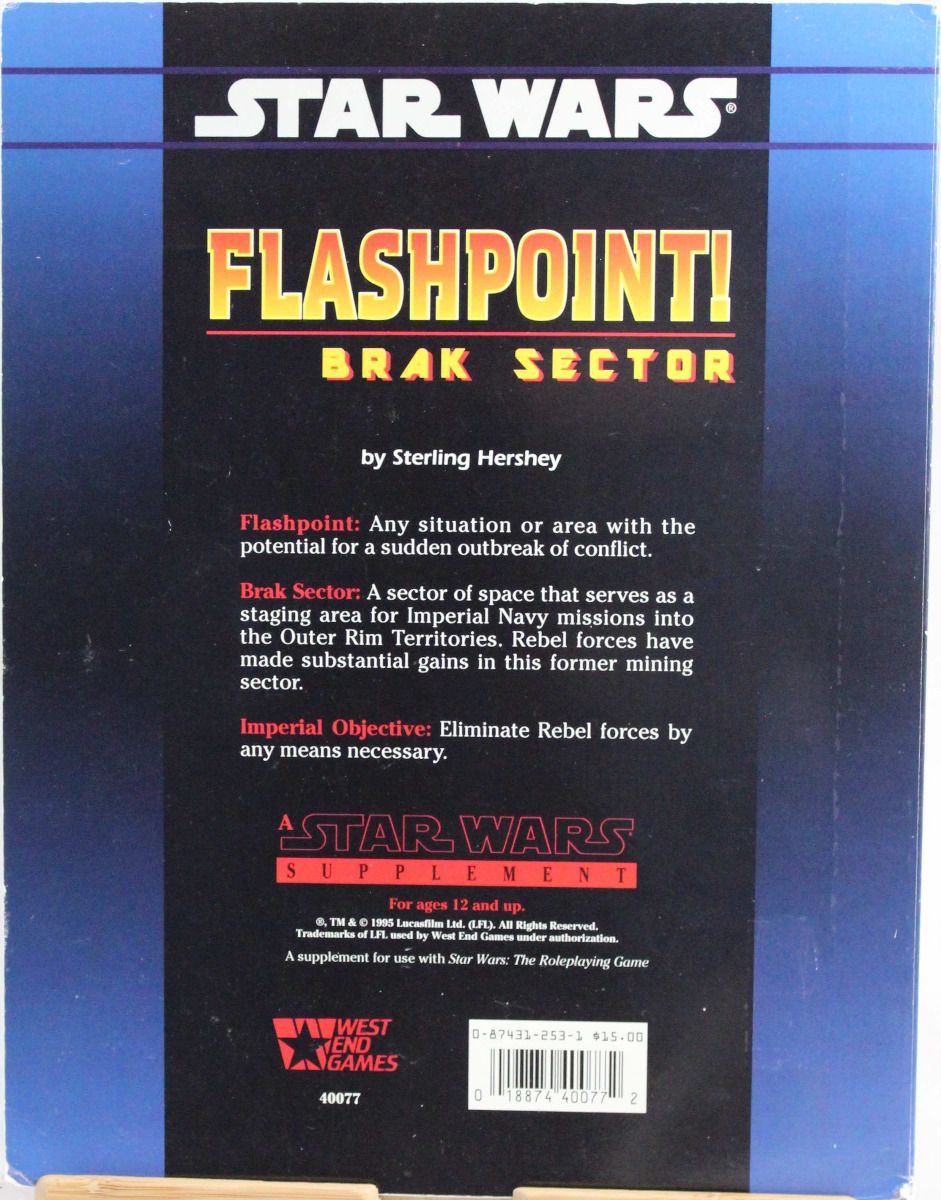 STAR WARS®
FLASHPOINT!
BRAK SECTOR
by Sterling Hershey
Flashpoint: Any situation or area with the
potential for a sudden outbreak of conflict.
Brak Sector: A sector of space that serves as a
staging area for Imperial Navy missions into
the Outer Rim Territories. Rebel forces have
made substantial gains in this former mining
sector.
Imperial Objective: Eliminate Rebel forces by
any means necessary.
A STAR WARS
SUPPLEMENT
For ages 12 and up.
®, TM & © 1995 Lucasfilm Ltd. (LFL). All Rights Reserved.
Trademarks of LFL used by West End Games under authorization.
A supplement for use with Star Wars: The Roleplaying Game
WEST
END
GAMES
40077
0-87431-253-1 $15.00
0 18874 40077 2